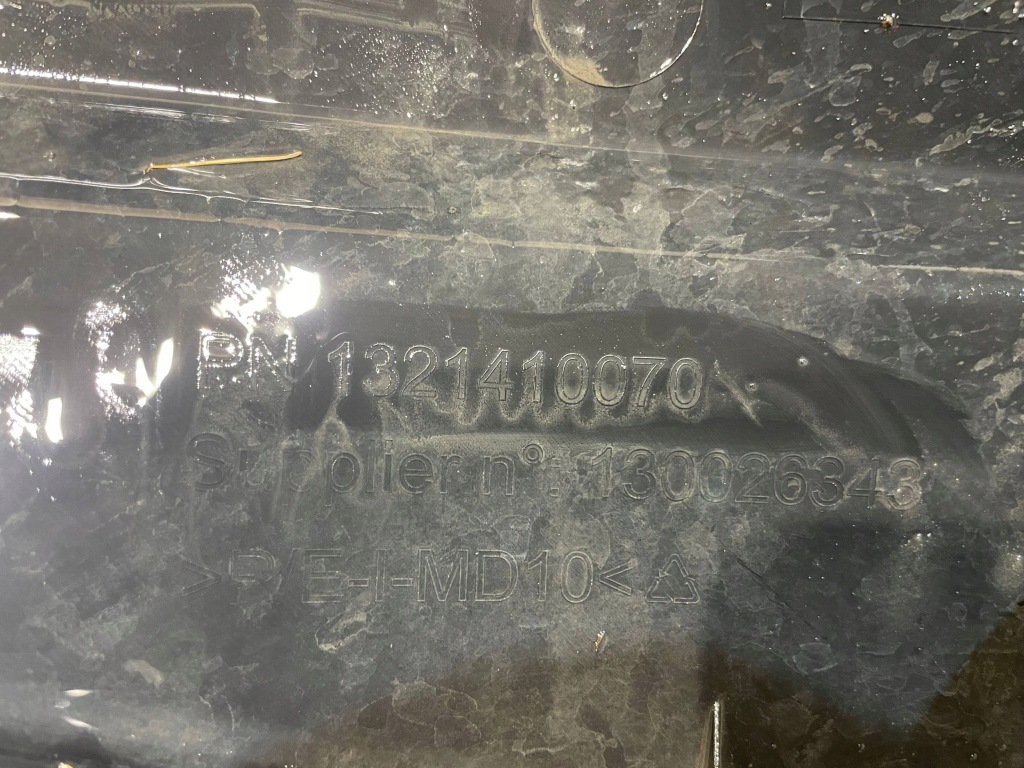 PN 1321410070
Supplier n°: 130026343
>P/E-I-MD10<